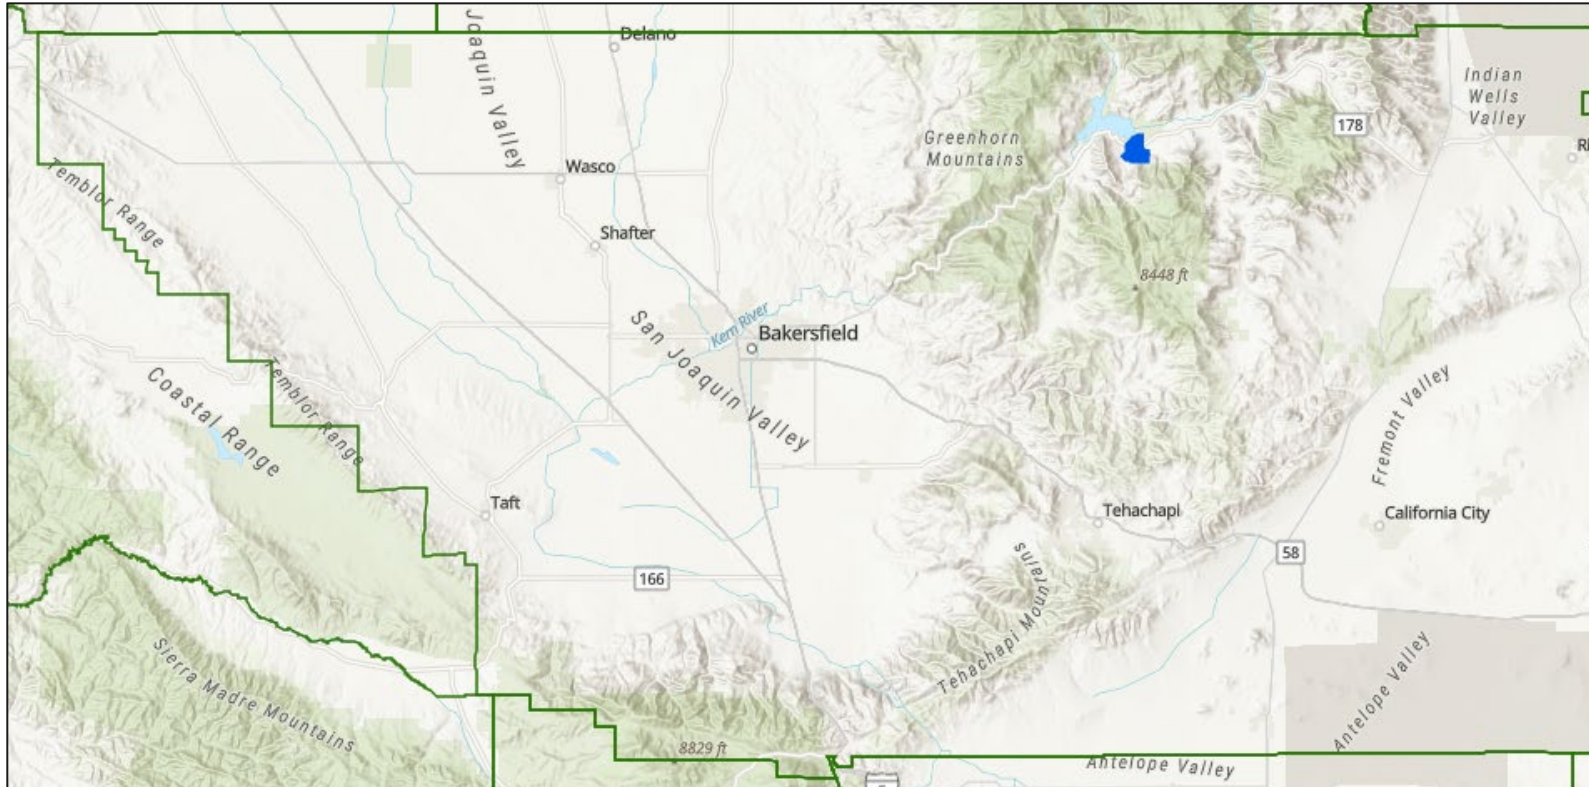 Delano
Joaquin Valley
Indian
Wells
Valley
178
Greenhorn
Mountains
Wasco
Temblor Range
Shafter
8448 ft
Kern River
San Joaquin Valley
Bakersfield
Coastal Range
Temblor Range
Fremont Valley
Taft
Tehachapi
California City
58
166
Tehachapi Mountains
Sierra Madre Mountains
Antelope Valley
8829 ft
Antelope Valley